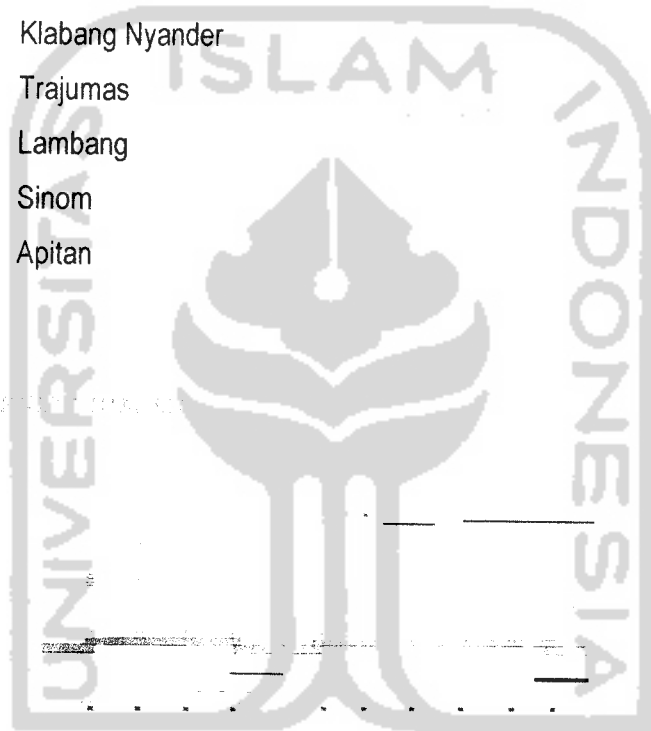 Klabang Nyander
Trajumas
Lambang
Sinom
Apitan
UNIVERSITAS ISLAM INDONESIA